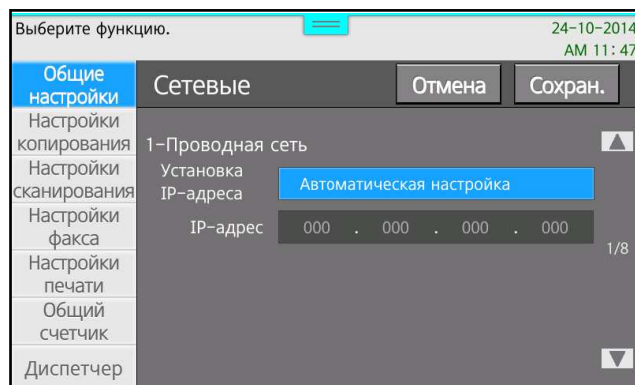 Выберите функцию.
24-10-2014
AM 11:47
Общие
настройки
Настройки
копирования
Настройки
сканирования
Настройки
факса
Настройки
печати
Общий
счетчик
Диспетчер
Сетевые
Отмена
Сохран.
1-Проводная сеть
Установка
IP-адреса
Автоматическая настройка
IP-адрес
000 . 000 . 000 . 000
1/8